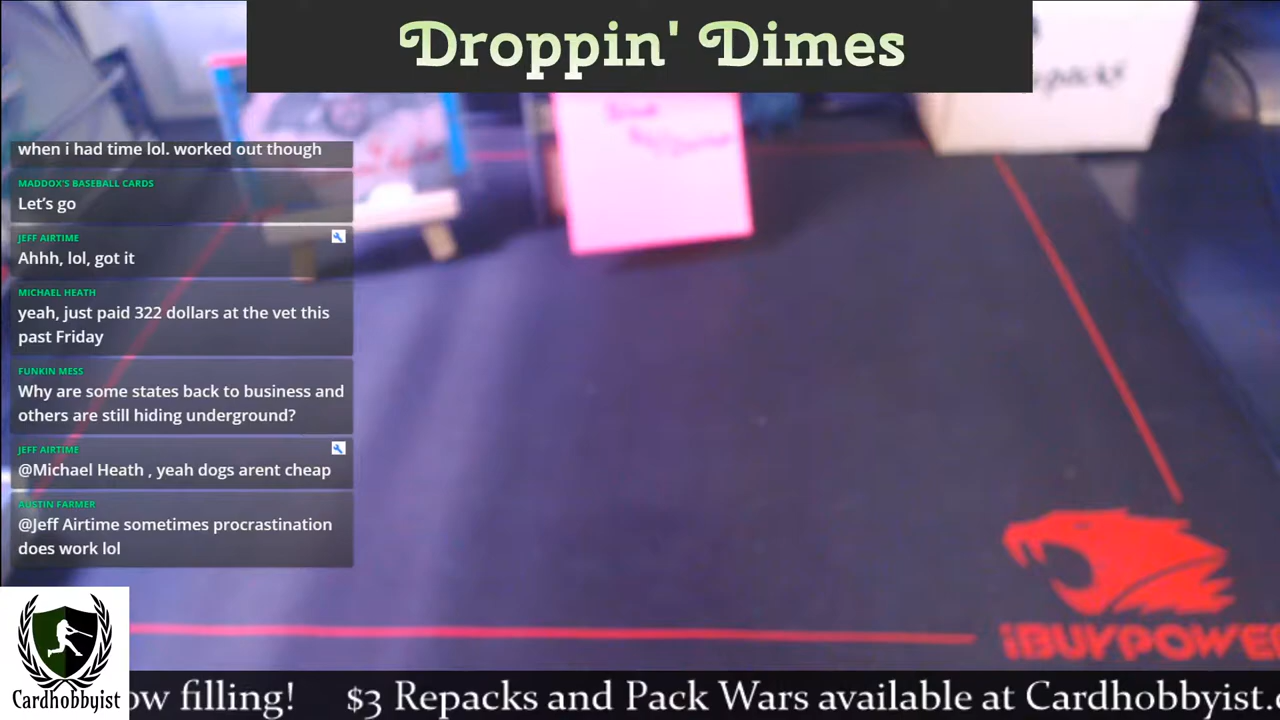 Droppin' Dimes
when i had time lol. worked out though
MADDOX'S BASEBALL CARDS
Let's go
JEFF AIRTIME
Ahhh, lol, got it
MICHAEL HEATH
yeah, just paid 322 dollars at the vet this
past Friday
FUNKIN MESS
Why are some states back to business and
others are still hiding underground?
JEFF AIRTIME
@Michael Heath , yeah dogs arent cheap
AUSTIN FARMER
@Jeff Airtime sometimes procrastination
does work lol
iBUYPOWER
Cardhobbyist
ow filling! $3 Repacks and Pack Wars available at Cardhobbyist.